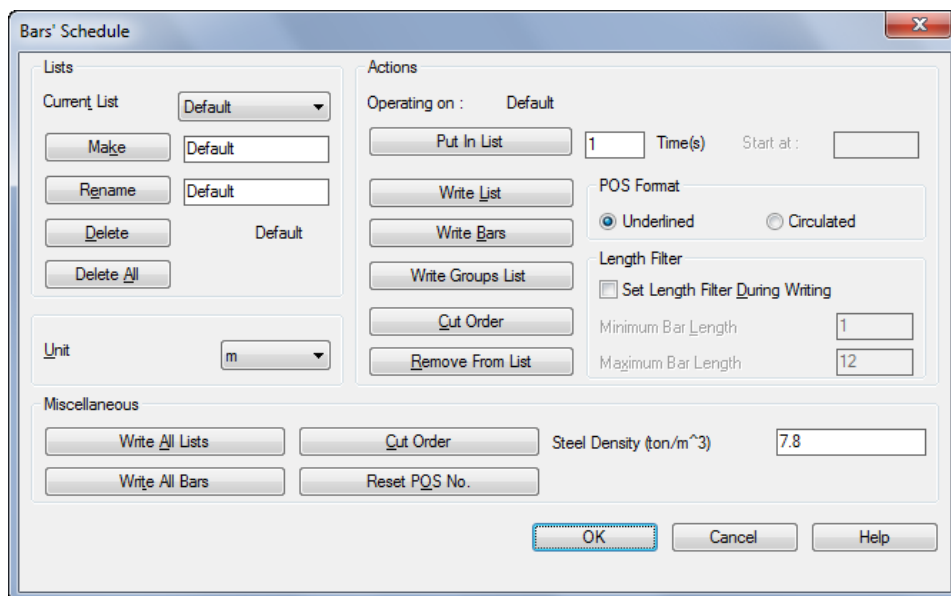 Bars' Schedule
Lists
Current List
Default
Make
Default
Rename
Default
Delete
Default
Delete All
Unit
m
Actions
Operating on :
Default
Put In List
1
Time(s)
Start at :
Write List
Write Bars
Write Groups List
Cut Order
Remove From List
POS Format
Underlined
Circulated
Length Filter
Set Length Filter During Writing
Minimum Bar Length
1
Maximum Bar Length
12
Miscellaneous
Write All Lists
Cut Order
Steel Density (ton/m^3)
7.8
Write All Bars
Reset POS No.
OK
Cancel
Help